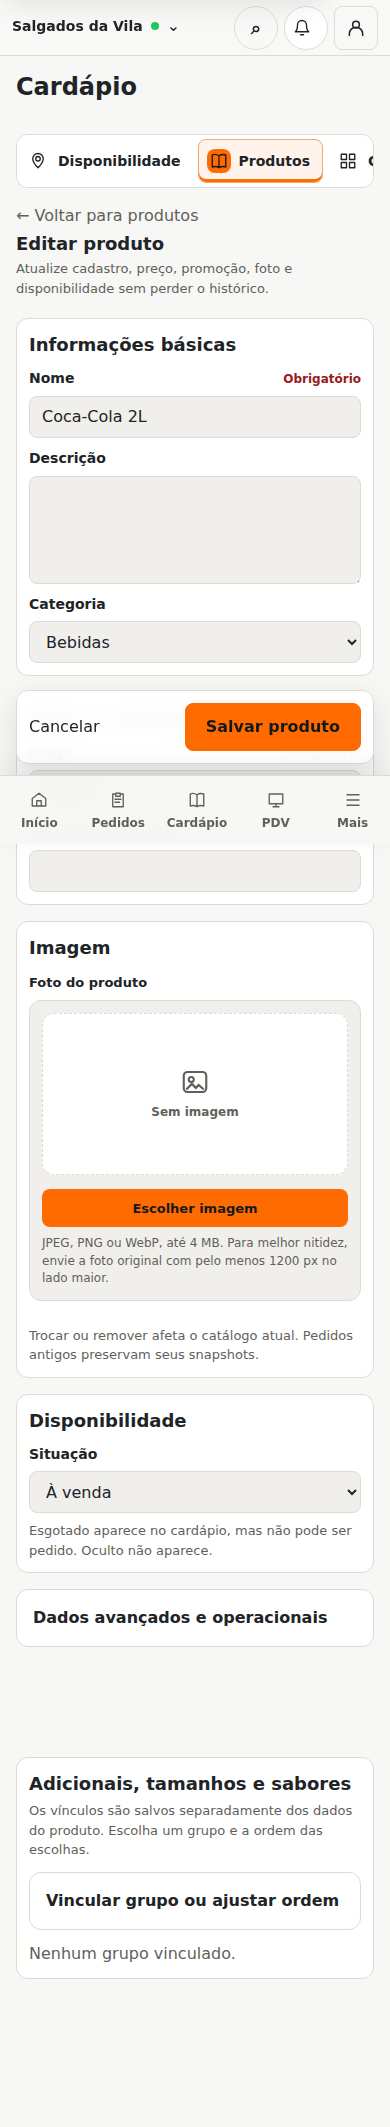 Salgados da Vila
Cardápio
Disponibilidade
Produtos
← Voltar para produtos
Editar produto
Atualize cadastro, preço, promoção, foto e
disponibilidade sem perder o histórico.
Informações básicas
Nome
Obrigatório
Coca-Cola 2L
Descrição
Categoria
Bebidas
Cancelar
Salvar produto
Início
Pedidos
Cardápio
PDV
Mais
Imagem
Foto do produto
Sem imagem
Escolher imagem
JPEG, PNG ou WebP, até 4 MB. Para melhor nitidez,
envie a foto original com pelo menos 1200 px no
lado maior.
Trocar ou remover afeta o catálogo atual. Pedidos
antigos preservam seus snapshots.
Disponibilidade
Situação
À venda
Esgotado aparece no cardápio, mas não pode ser
pedido. Oculto não aparece.
Dados avançados e operacionais
Adicionais, tamanhos e sabores
Os vínculos são salvos separadamente dos dados
do produto. Escolha um grupo e a ordem das
escolhas.
Vincular grupo ou ajustar ordem
Nenhum grupo vinculado.